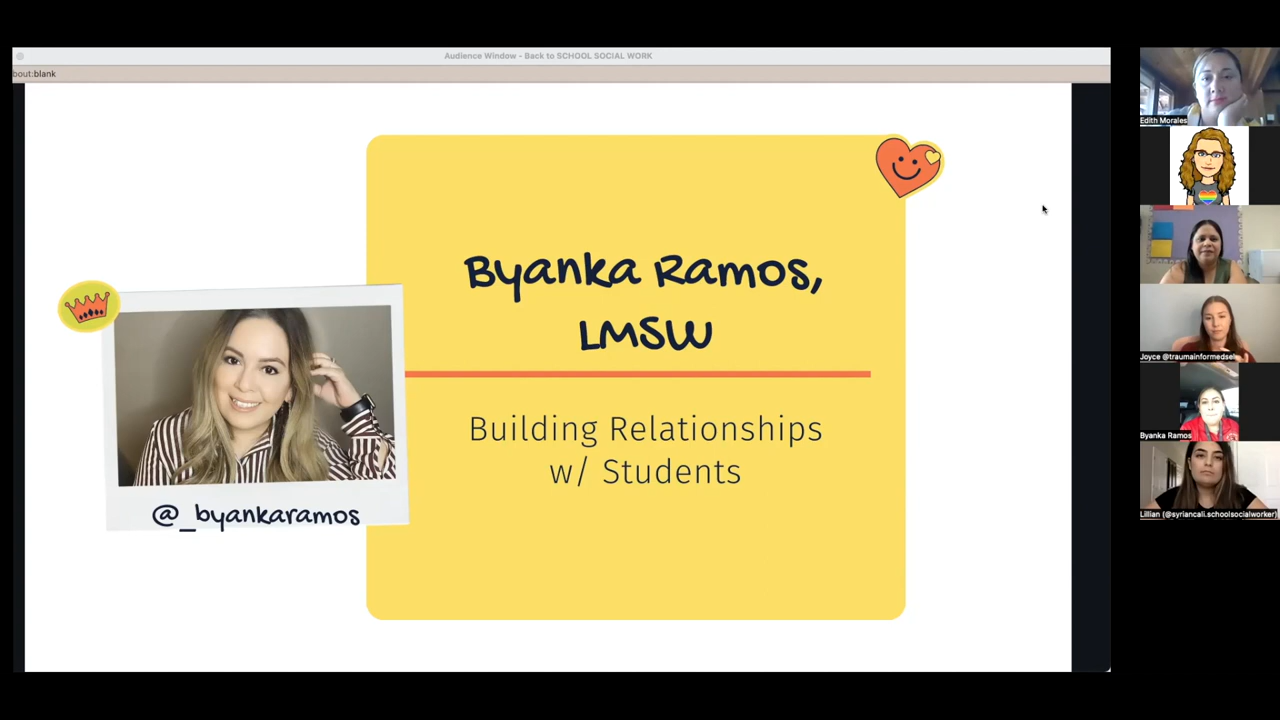 Audience Window - Back to SCHOOL SOCIAL WORK
bout:blank
Byanka Ramos,
LMSW
Building Relationships
w/ Students
@_byankaramos
Edith Morales
Joyce @traumainformedsel
Byanka Ramos
Lillian (@syriancali.schoolsocialworker)